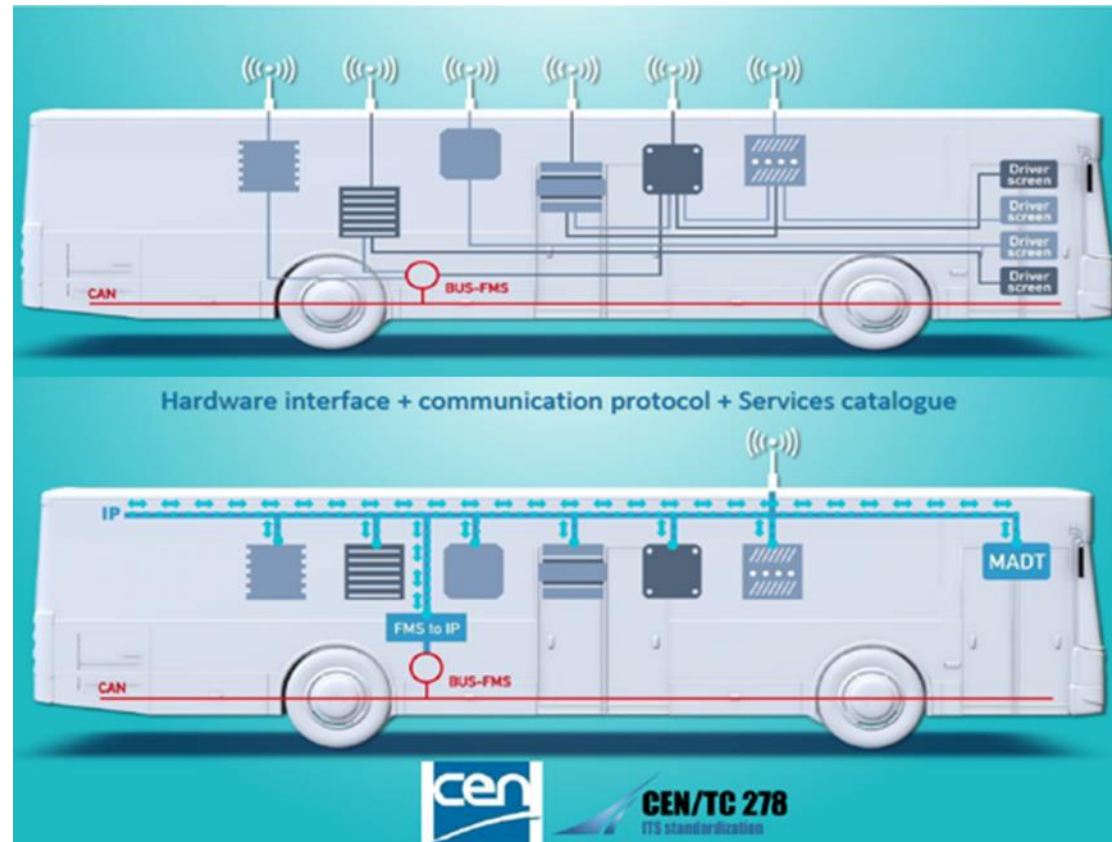 Driver
screen
Driver
screen
Driver
screen
Driver
screen
BUS-FMS
CAN
Hardware interface + communication protocol + Services catalogue
IP
MADT
FMS to IP
BUS-FMS
CAN
cen
CEN/TC 278
ITS standardization